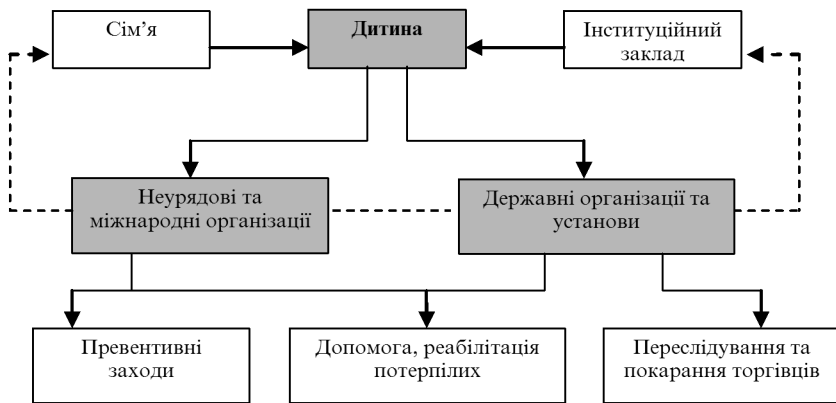 Сім’я
Дитина
Інституційний
заклад
Неурядові та
міжнародні організації
Державні організації та
установи
Превентивні
заходи
Допомога, реабілітація
потерпілих
Переслідування та
покарання торгівців